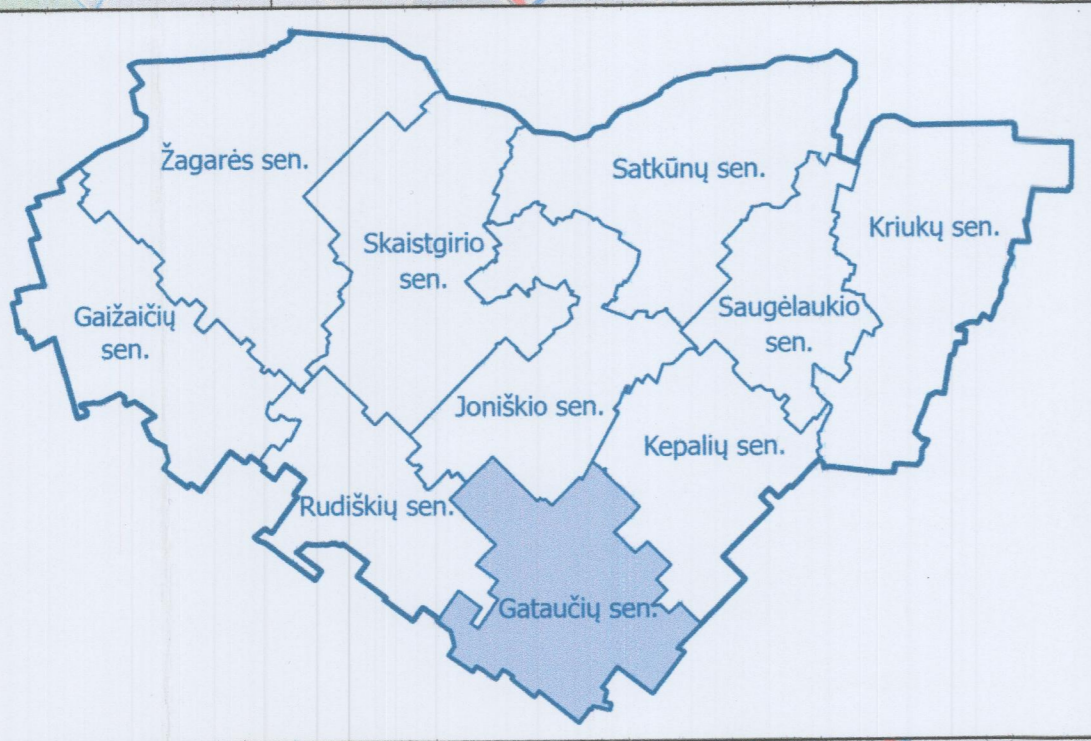 Žagarės sen.
Satkūnų sen.
Kriukų sen.
Skaistgirio
sen.
Gaižaičių
sen.
Saugėlaukio
sen.
Joniškio sen.
Kepalių sen.
Rudiškių sen.
Gataučių sen.